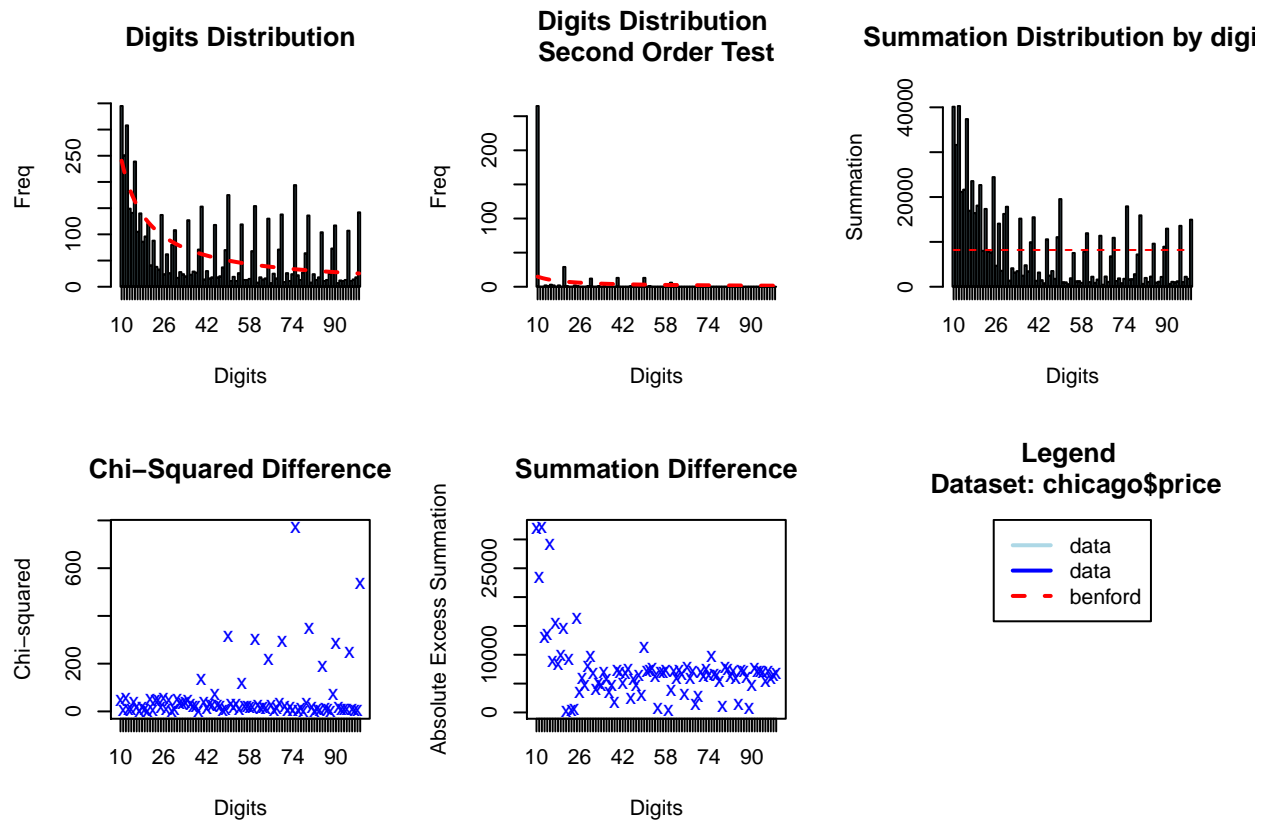 Digits Distribution
Freq
0
100
250
10 26 42 58 74 90
Digits
Digits Distribution
Second Order Test
Freq
0
100
200
10 26 42 58 74 90
Digits
Summation Distribution by digi
Summation
0
20000
40000
10 26 42 58 74 90
Digits
Chi−Squared Difference
Chi−squared
0
200
600
10 26 42 58 74 90
Digits
Summation Difference
Absolute Excess Summation
0
10000
25000
10 26 42 58 74 90
Digits
Legend
Dataset: chicago$price
data
data
benford